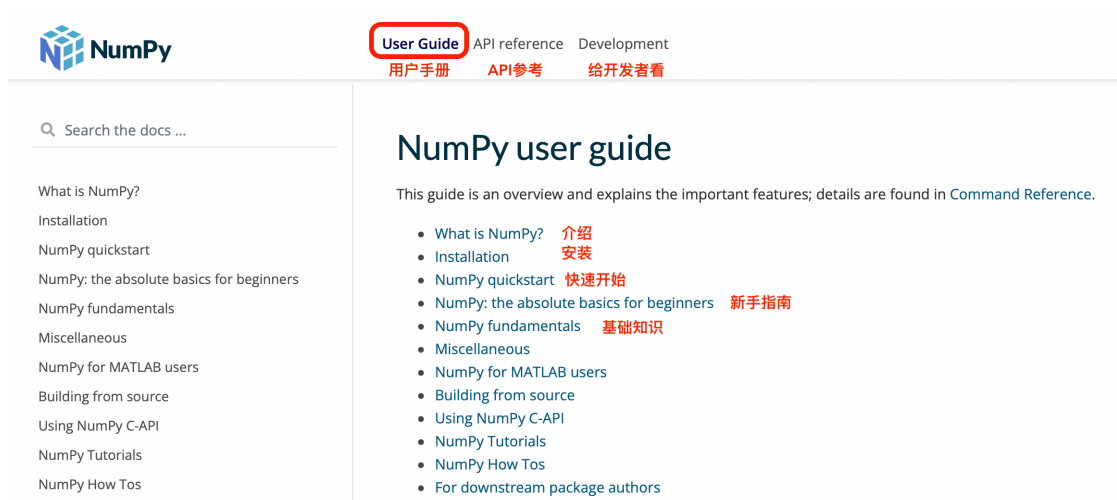 NumPy
User Guide API reference Development
用户手册 API参考 给开发者看
Search the docs ...
What is NumPy?
Installation
NumPy quickstart
NumPy: the absolute basics for beginners
NumPy fundamentals
Miscellaneous
NumPy for MATLAB users
Building from source
Using NumPy C-API
NumPy Tutorials
NumPy How Tos
NumPy user guide
This guide is an overview and explains the important features; details are found in Command Reference.
What is NumPy? 介绍
Installation 安装
NumPy quickstart 快速开始
NumPy: the absolute basics for beginners 新手指南
NumPy fundamentals 基础知识
Miscellaneous
NumPy for MATLAB users
Building from source
Using NumPy C-API
NumPy Tutorials
NumPy How Tos
For downstream package authors